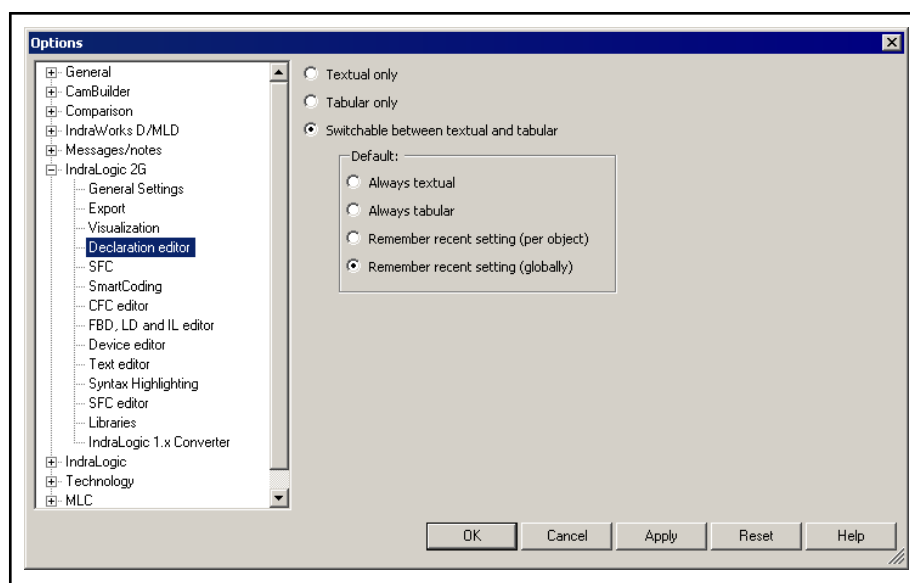 Options
General
CamBuilder
Comparison
IndraWorks D/MLD
Messages/notes
IndraLogic 2G
General Settings
Export
Visualization
Declaration editor
SFC
SmartCoding
CFC editor
FBD, LD and IL editor
Device editor
Text editor
Syntax Highlighting
SFC editor
Libraries
IndraLogic 1.x Converter
IndraLogic
Technology
MLC
Textual only
Tabular only
Switchable between textual and tabular
Default:
Always textual
Always tabular
Remember recent setting (per object)
Remember recent setting (globally)
OK Cancel Apply Reset Help